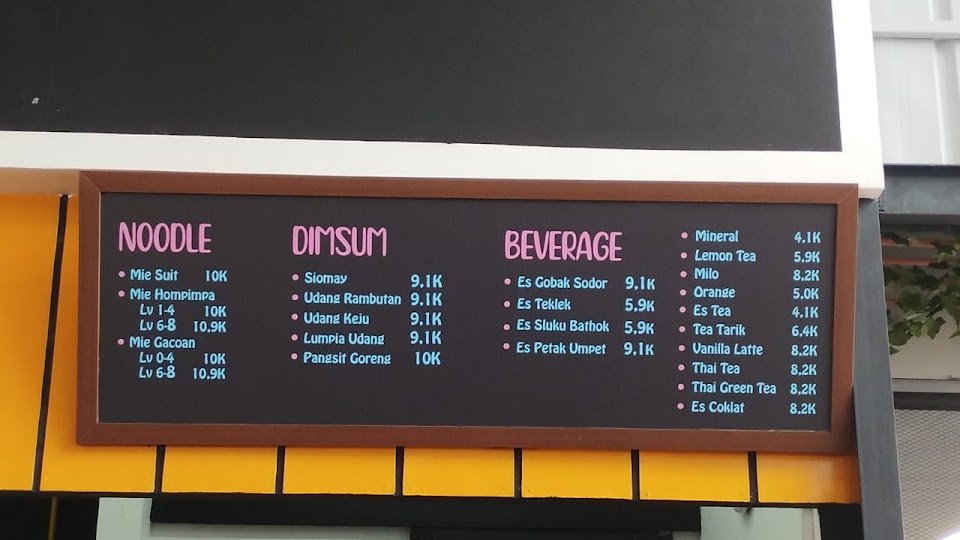 NOODLE
Mie Suit 10K
Mie Hompimpa
Lv 1-4 10K
Lv 6-8 10,9K
Mie Gacoan
Lv 0-4 10K
Lv 6-8 10,9K
DIMSUM
Siomay 9.1K
Udang Rambutan 9.1K
Udang Keju 9.1K
Lumpia Udang 9.1K
Pangsit Goreng 10K
BEVERAGE
Es Gobak Sodor 9.1K
Es Teklek 5.9K
Es Sluku Bathok 5.9K
Es Petak Umpet 9.1K
Mineral 4.1K
Lemon Tea 5.9K
Milo 8,2K
Orange 5.0K
Es Tea 4.1K
Tea Tarik 6,4K
Vanilla Latte 8,2K
Thai Tea 8,2K
Thai Green Tea 8,2K
Es Coklat 8,2K